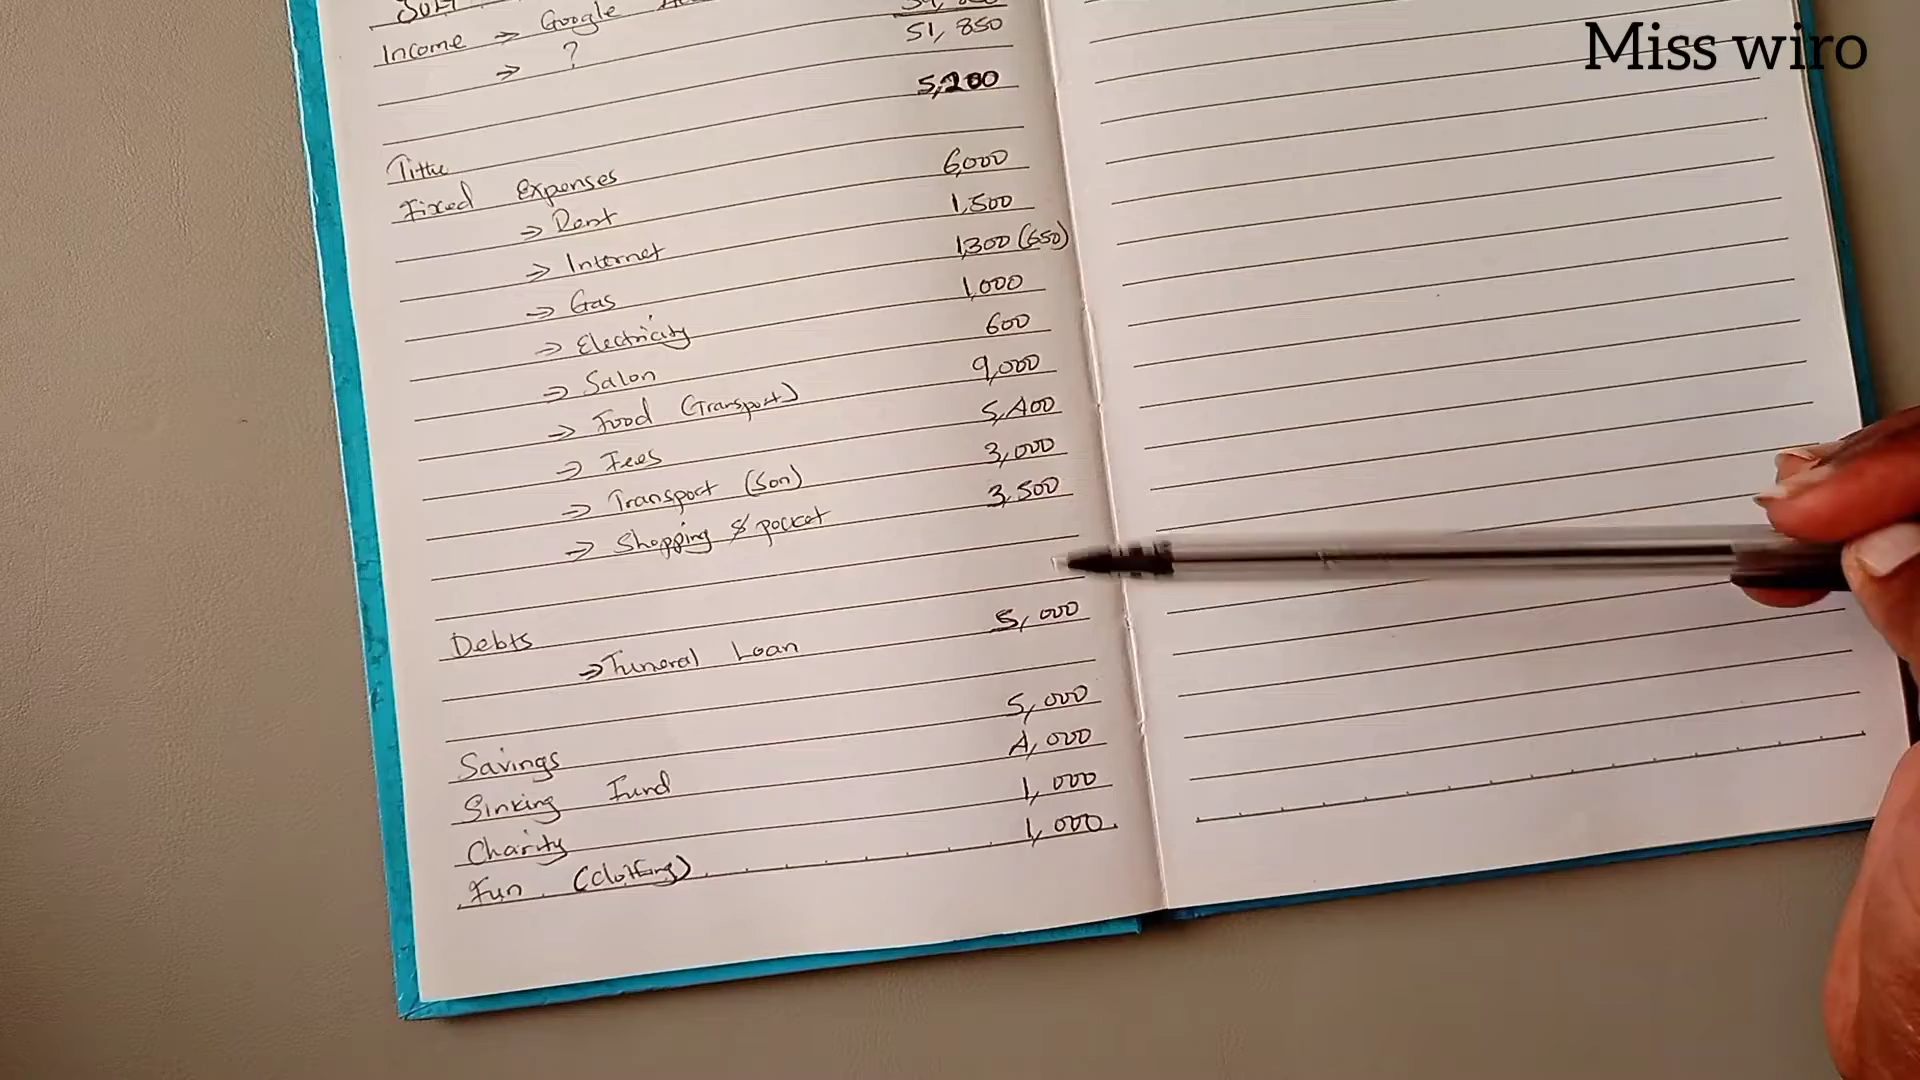 Miss wiro
Income → Google
→ ? 51,850
Tithe 5,200
Fixed Expenses
→ Rent 6,000
→ Internet 1,500
→ Gas 1,300 (650)
→ Electricity 1,000
→ Salon 600
→ Food (Transport) 9,000
→ Fees 5,400
→ Transport (Son) 3,000
→ Shopping & pocket 3,500
Debts
→ Funeral Loan 5,000
Savings 5,000
Sinking Fund 4,000
Charity 1,000
Fun (clothing) 1,000